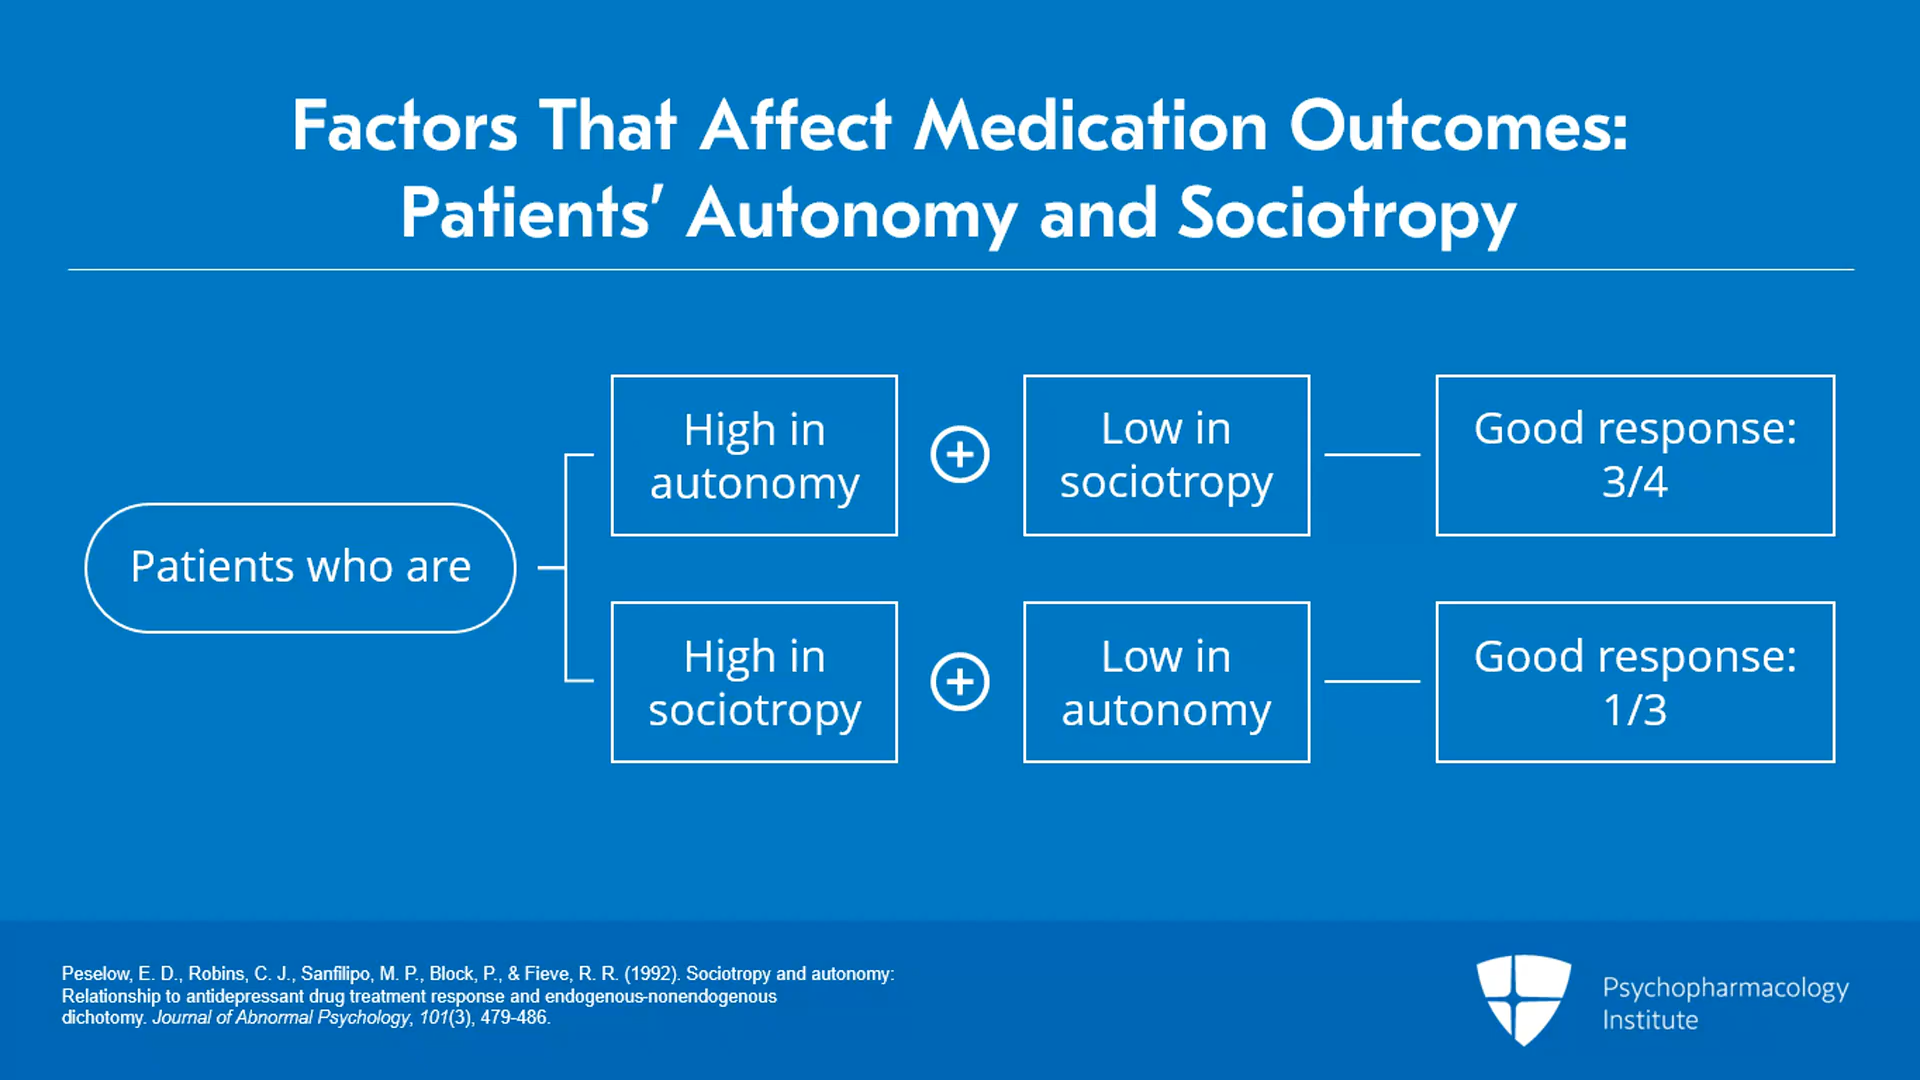 Factors That Affect Medication Outcomes:
Patients’ Autonomy and Sociotropy
Patients who are
High in
autonomy
+
Low in
sociotropy
Good response:
3/4
High in
sociotropy
+
Low in
autonomy
Good response:
1/3
Peselow, E. D., Robins, C. J., Sanfilipo, M. P., Block, P., & Fieve, R. R. (1992). Sociotropy and autonomy:
Relationship to antidepressant drug treatment response and endogenous-nonendogenous
dichotomy. Journal of Abnormal Psychology, 101(3), 479-486.
Psychopharmacology
Institute